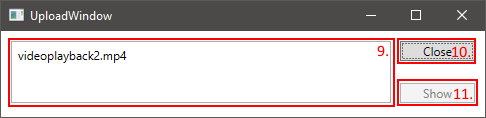 UploadWindow
videoplayback2.mp4 9.
Close 10.
Show 11.